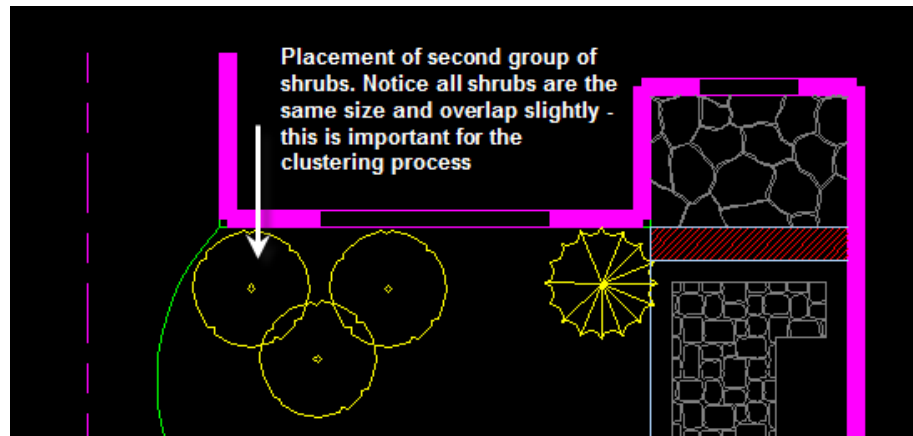 Placement of second group of
shrubs. Notice all shrubs are the
same size and overlap slightly -
this is important for the
clustering process